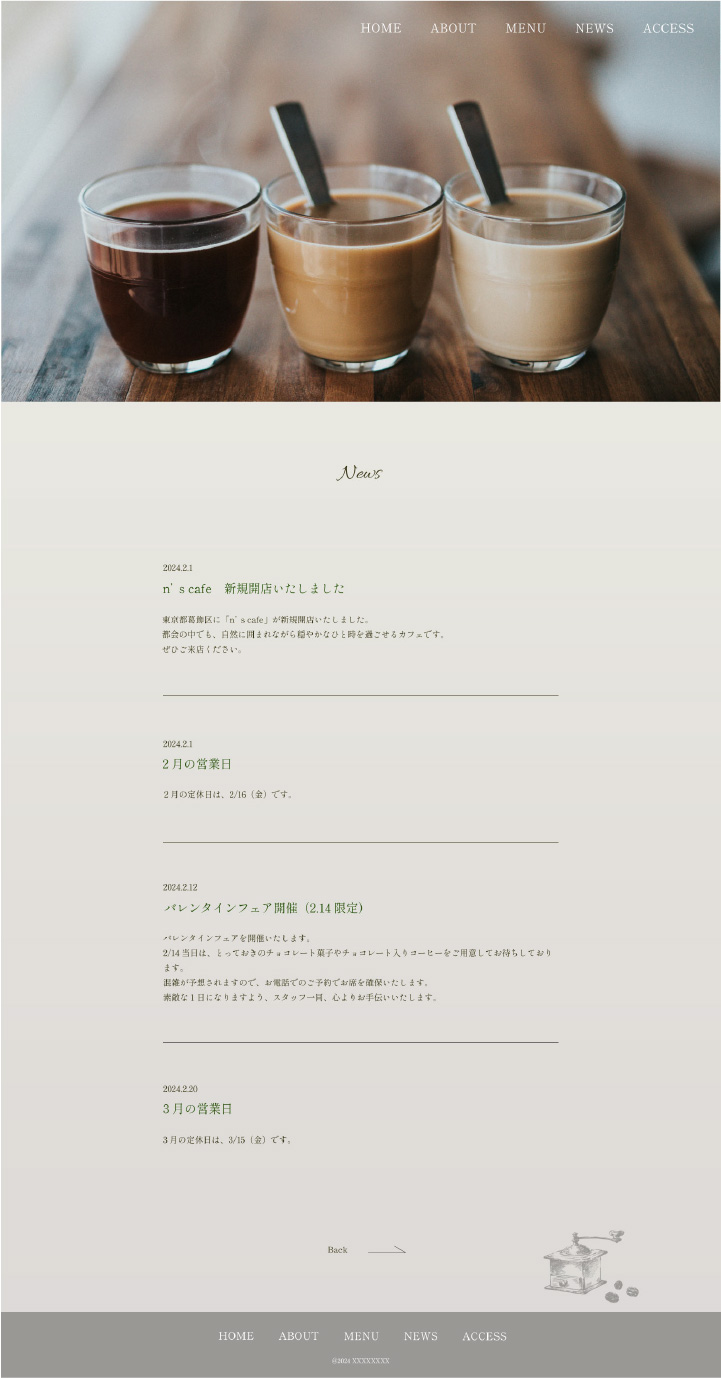 HOME ABOUT MENU NEWS ACCESS
News
2024.2.1
n’s cafe　新規開店いたしました
東京都葛飾区に「n’s cafe」が新規開店いたしました。
都会の中でも、自然に囲まれながら穏やかなひと時を過ごせるカフェです。
ぜひご来店ください。
2024.2.1
2月の営業日
2月の定休日は、2/16（金）です。
2024.2.12
バレンタインフェア開催（2.14 限定）
バレンタインフェアを開催いたします。
2/14 当日は、とっておきのチョコレート菓子やチョコレート入りコーヒーをご用意してお待ちしており
ます。
混雑が予想されますので、お電話でのご予約でお席を確保いたします。
素敵な1日になりますよう、スタッフ一同、心よりお手伝いいたします。
2024.2.20
3月の営業日
3月の定休日は、3/15（金）です。
Back
HOME ABOUT MENU NEWS ACCESS
©2024 XXXXXXXX